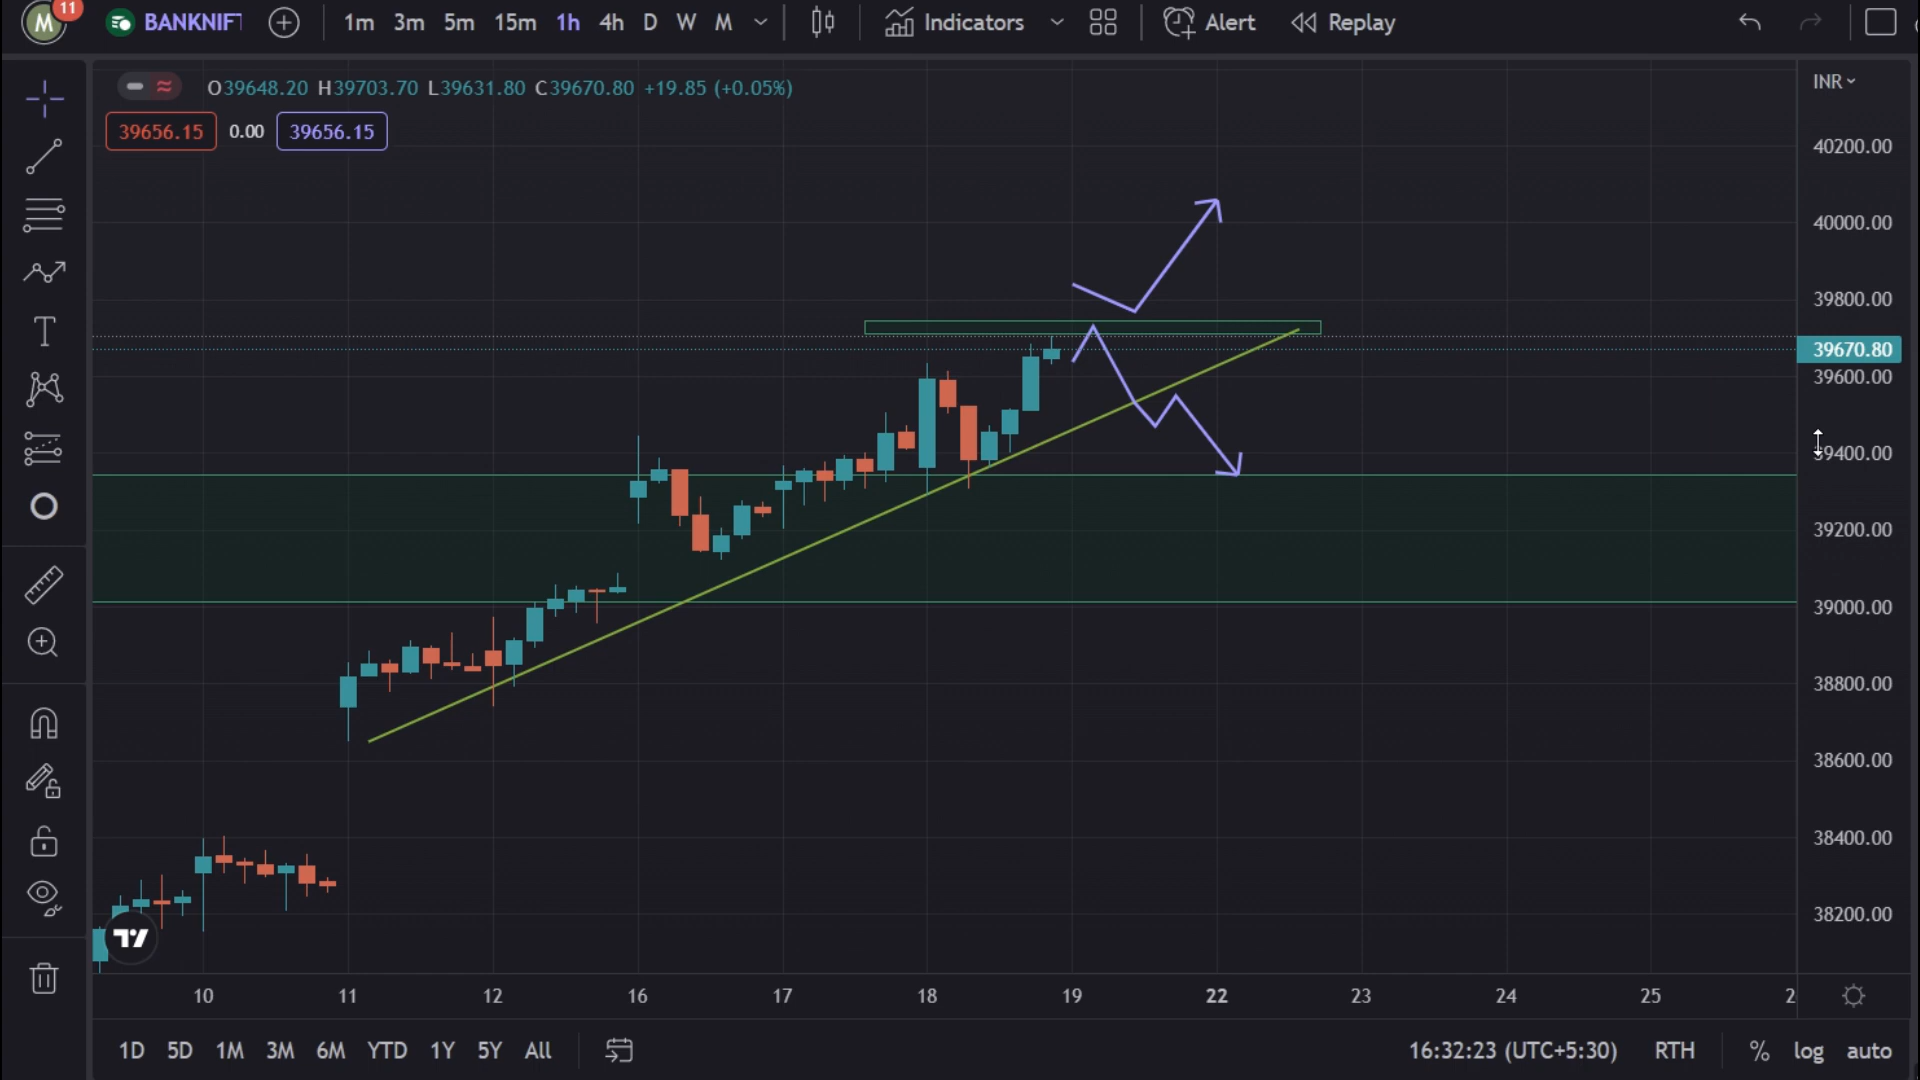 M 11 BANKNIF 1m 3m 5m 15m 1h 4h D W M Indicators Alert Replay
O39648.20 H39703.70 L39631.80 C39670.80 +19.85 (+0.05%) INR
39656.15 0.00 39656.15
40200.00
40000.00
39800.00
39670.80
39600.00
39400.00
39200.00
39000.00
38800.00
38600.00
38400.00
38200.00
10 11 12 16 17 18 19 22 23 24 25
1D 5D 1M 3M 6M YTD 1Y 5Y All 16:32:23 (UTC+5:30) RTH % log auto